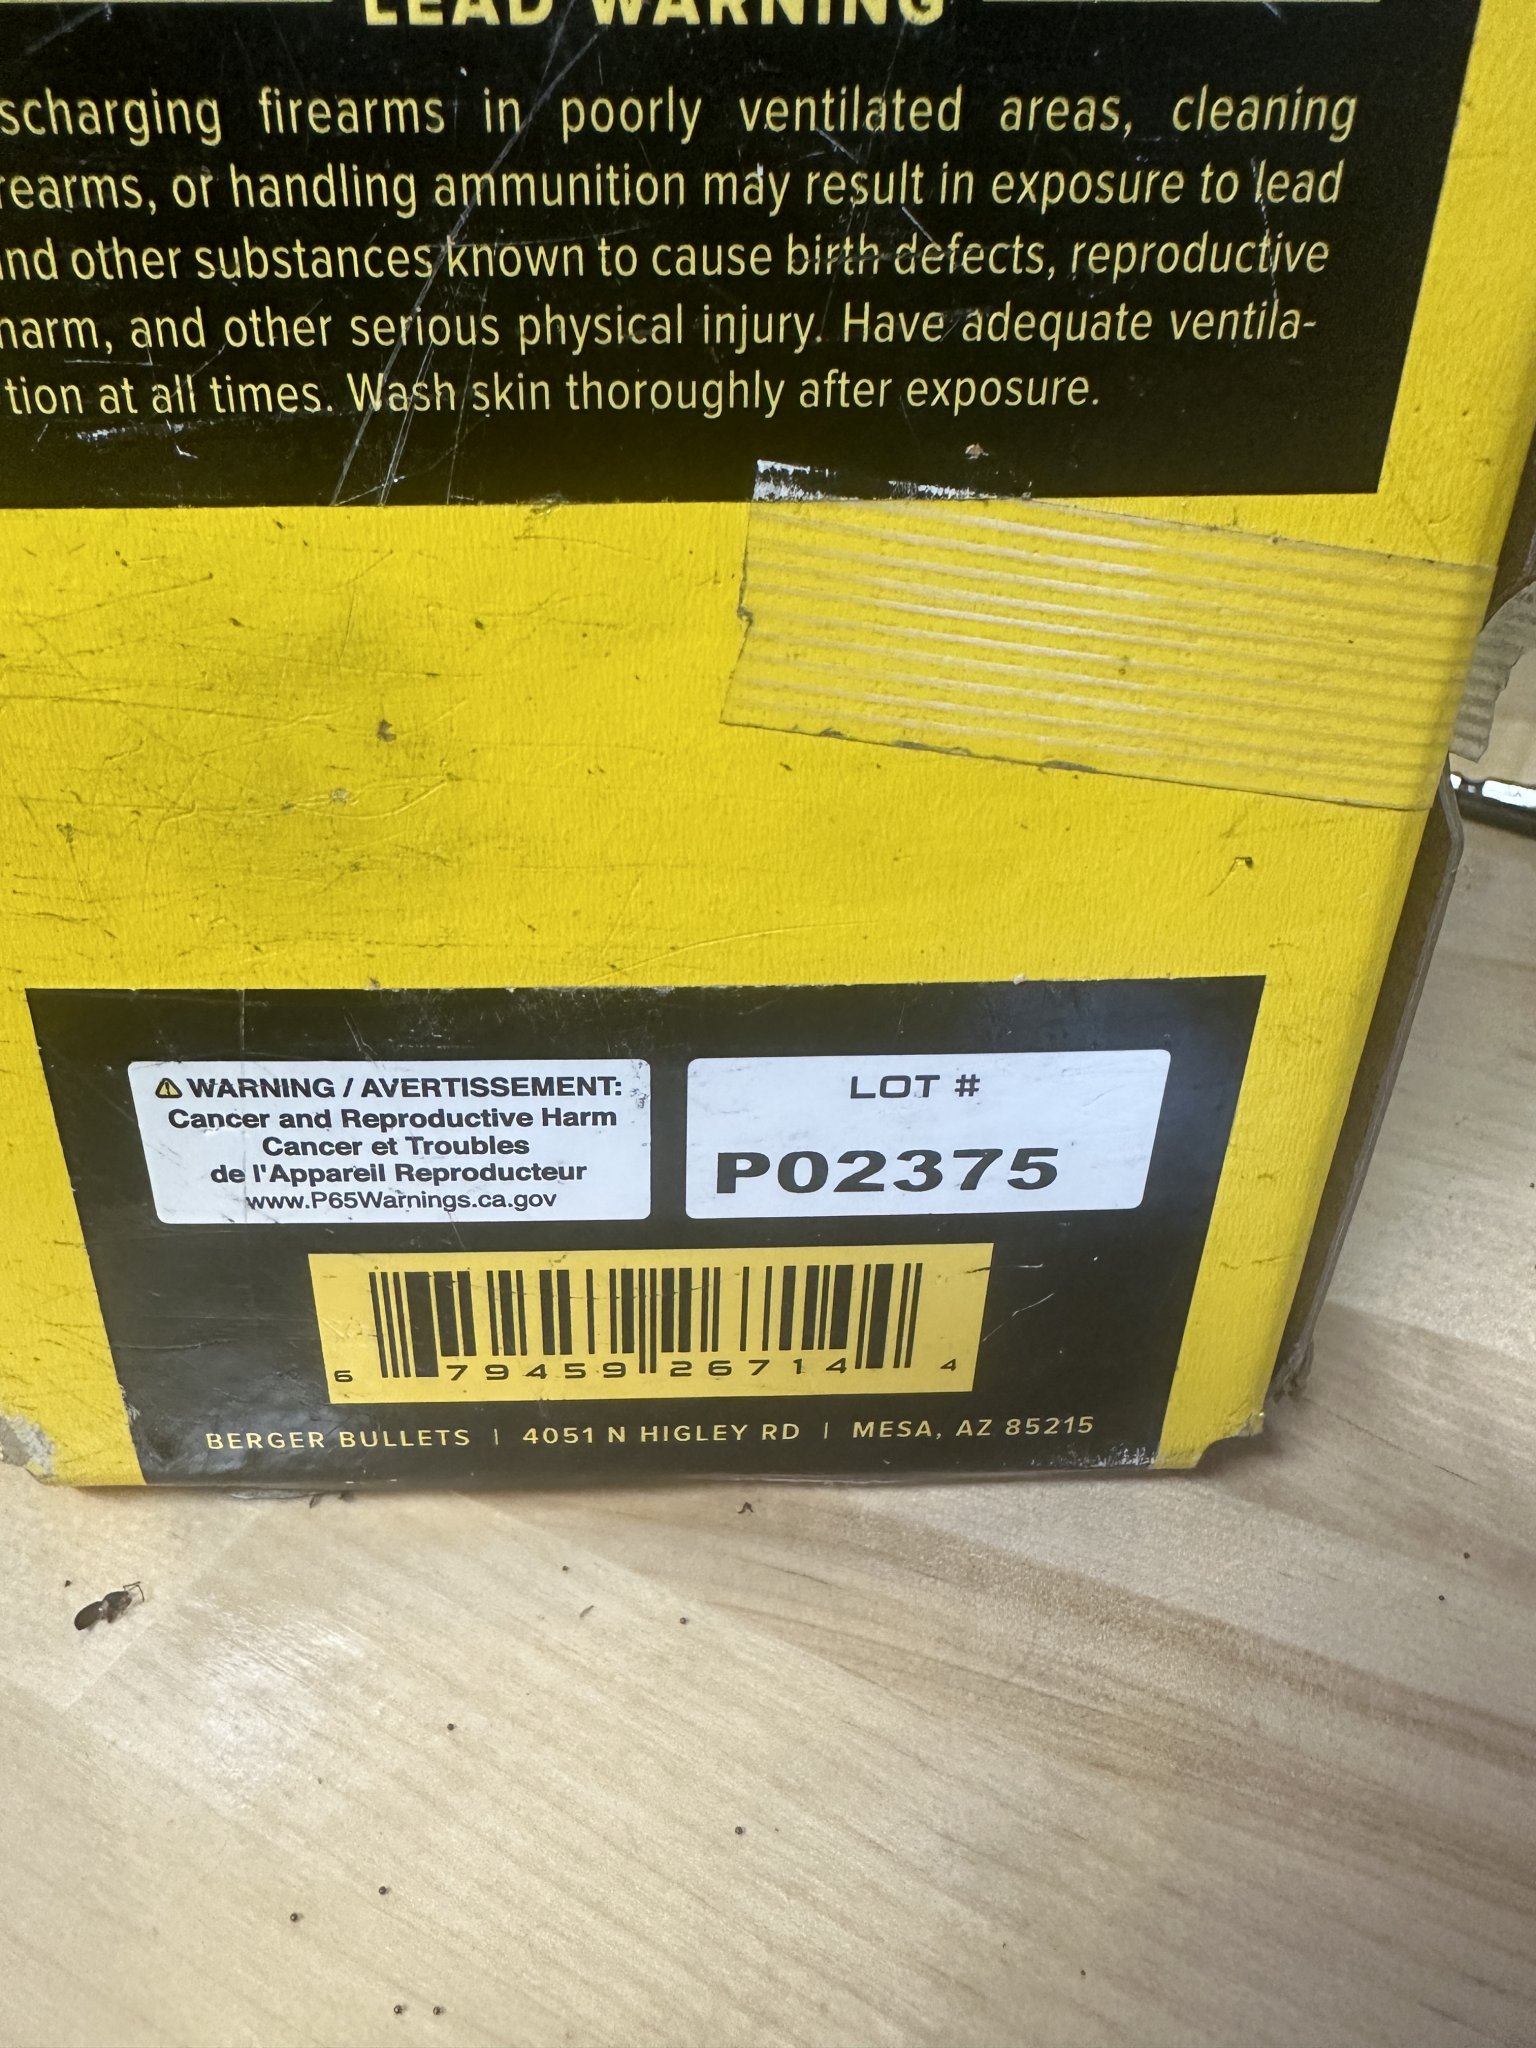 LEAD WARNING
scharging firearms in poorly ventilated areas, cleaning
rearms, or handling ammunition may result in exposure to lead
nd other substances known to cause birth defects, reproductive
harm, and other serious physical injury. Have adequate ventila-
tion at all times. Wash skin thoroughly after exposure.
⚠ WARNING / AVERTISSEMENT:
Cancer and Reproductive Harm
Cancer et Troubles
de l'Appareil Reproducteur
www.P65Warnings.ca.gov
LOT #
P02375
6 79459 26714 4
BERGER BULLETS | 4051 N HIGLEY RD | MESA, AZ 85215